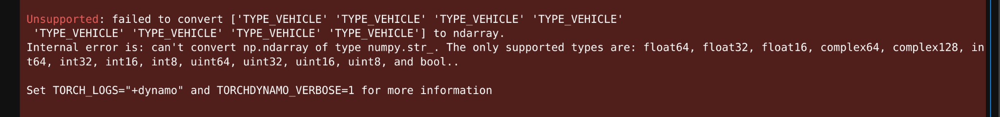 Unsupported: failed to convert ['TYPE_VEHICLE' 'TYPE_VEHICLE' 'TYPE_VEHICLE' 'TYPE_VEHICLE'
 'TYPE_VEHICLE' 'TYPE_VEHICLE' 'TYPE_VEHICLE' 'TYPE_VEHICLE'] to ndarray.
Internal error is: can't convert np.ndarray of type numpy.str_. The only supported types are: float64, float32, float16, complex64, complex128, in
t64, int32, int16, int8, uint64, uint32, uint16, uint8, and bool..
Set TORCH_LOGS="+dynamo" and TORCHDYNAMO_VERBOSE=1 for more information